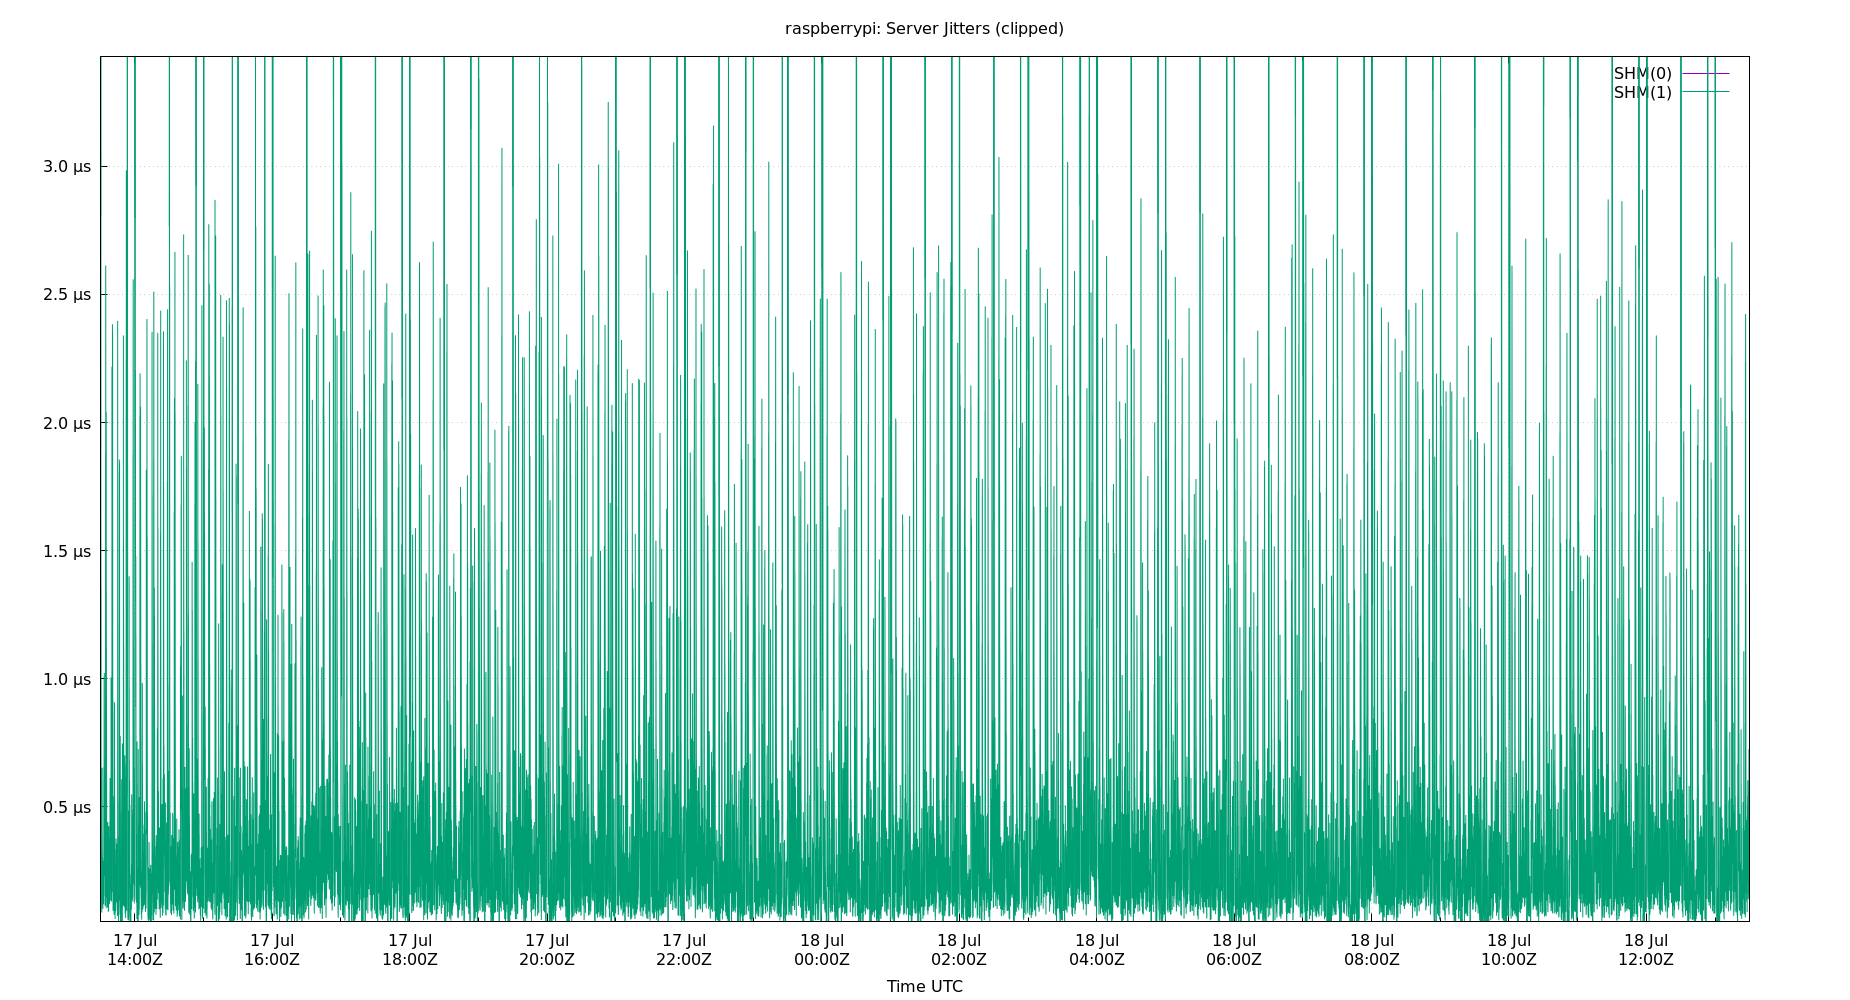 raspberrypi: Server Jitters (clipped)
SHM(0)
SHM(1)
3.0 µs
2.5 µs
2.0 µs
1.5 µs
1.0 µs
0.5 µs
17 Jul 17 Jul 17 Jul 17 Jul 17 Jul 18 Jul 18 Jul 18 Jul 18 Jul 18 Jul 18 Jul 18 Jul
14:00Z 16:00Z 18:00Z 20:00Z 22:00Z 00:00Z 02:00Z 04:00Z 06:00Z 08:00Z 10:00Z 12:00Z
Time UTC